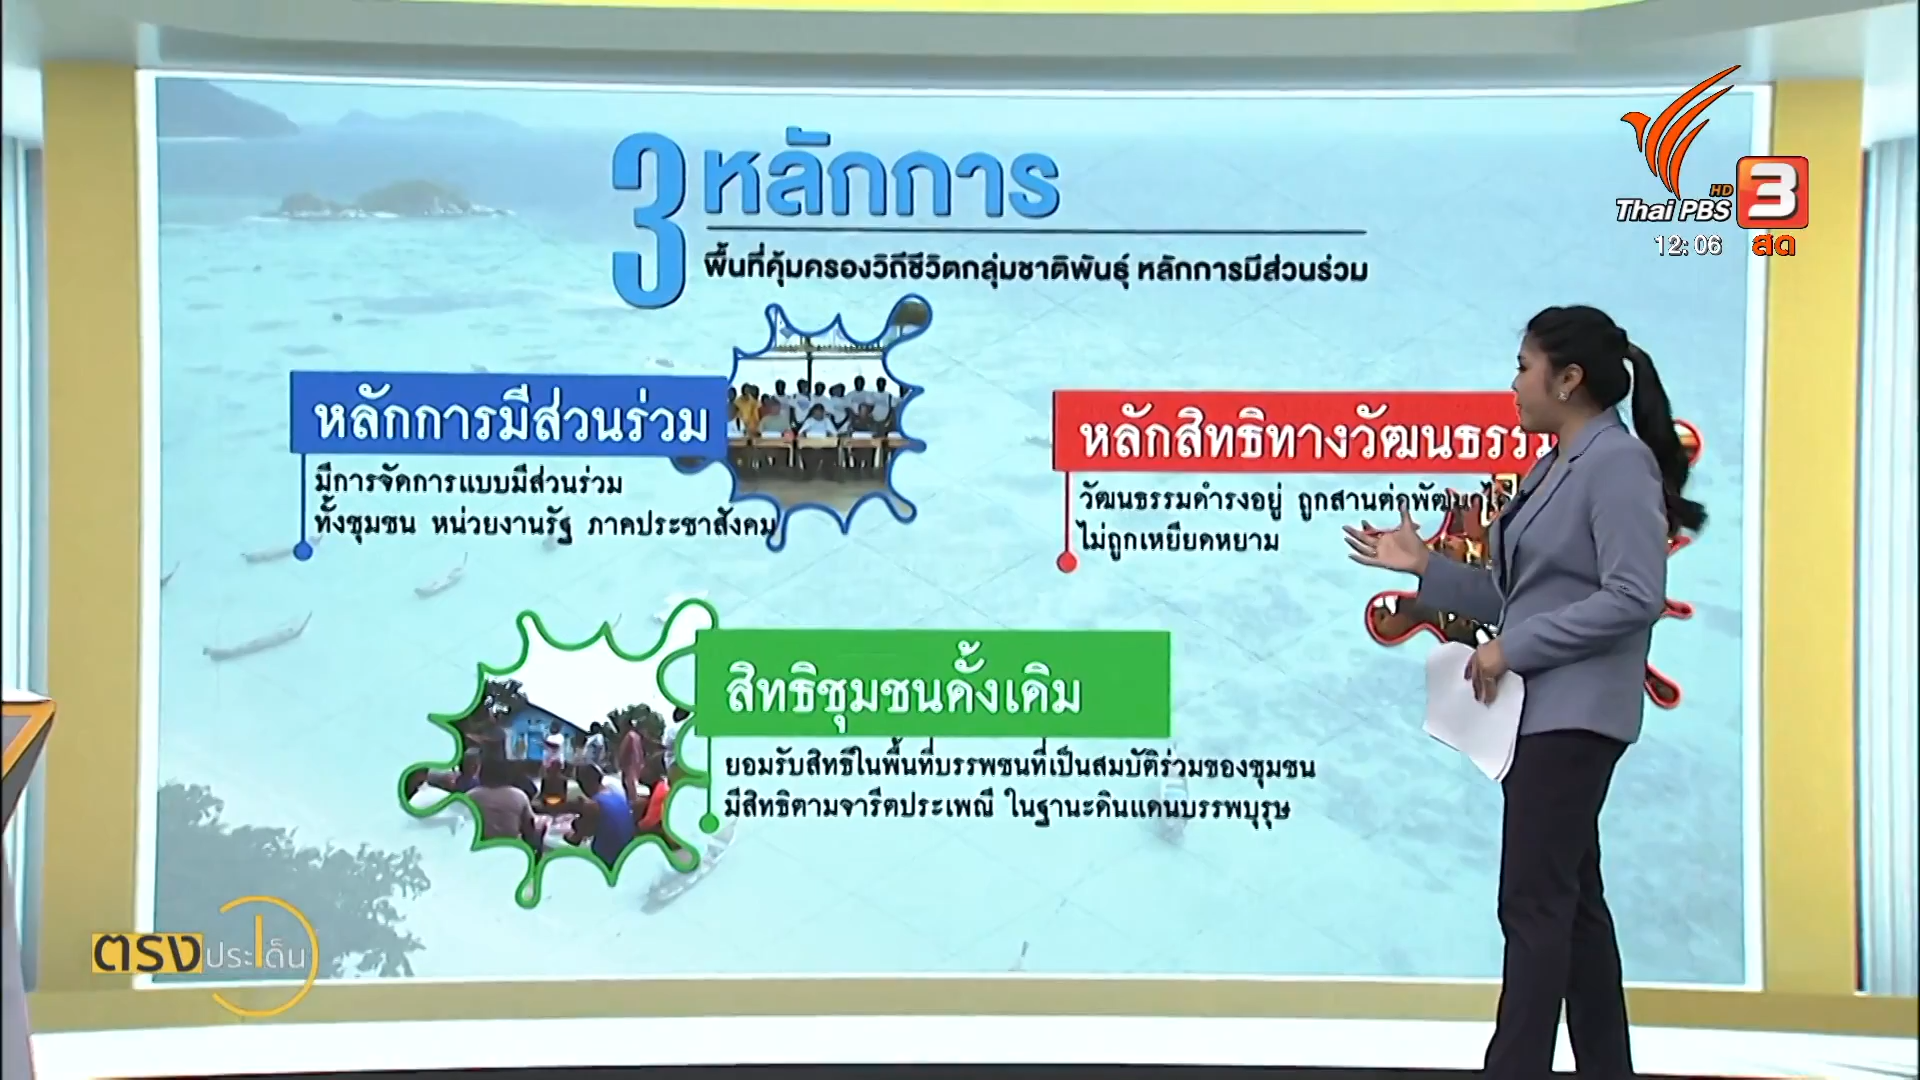 3 หลักการ
พื้นที่คุ้มครองวิถีชีวิตกลุ่มชาติพันธุ์ หลักการมีส่วนร่วม
Thai PBS HD 3
12:06 สด
หลักการมีส่วนร่วม
มีการจัดการแบบมีส่วนร่วม
ทั้งชุมชน หน่วยงานรัฐ ภาคประชาสังคม
หลักสิทธิทางวัฒนธรรม
วัฒนธรรมดำรงอยู่ ถูกสานต่อพัฒนาได้
ไม่ถูกเหยียดหยาม
สิทธิชุมชนดั้งเดิม
ยอมรับสิทธิในพื้นที่บรรพชนที่เป็นสมบัติร่วมของชุมชน
มีสิทธิตามจารีตประเพณี ในฐานะดินแดนบรรพบุรุษ
ตรงประเด็น